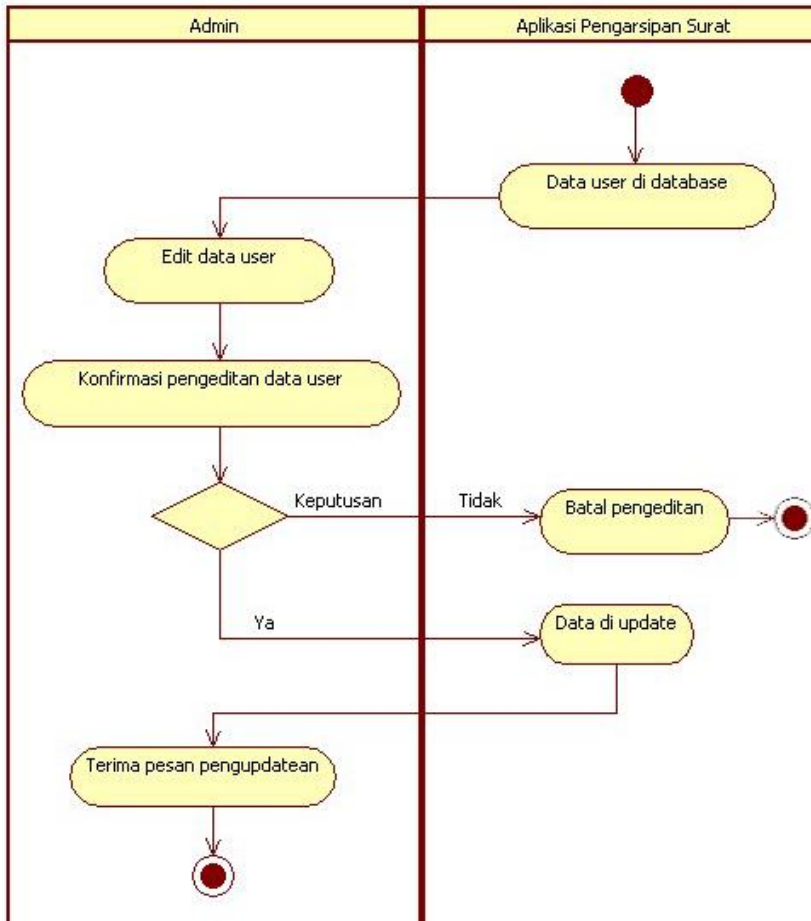 Admin
Aplikasi Pengarsipan Surat
Data user di database
Edit data user
Konfirmasi pengeditan data user
Keputusan
Tidak
Batal pengeditan
Ya
Data di update
Terima pesan pengupdatean